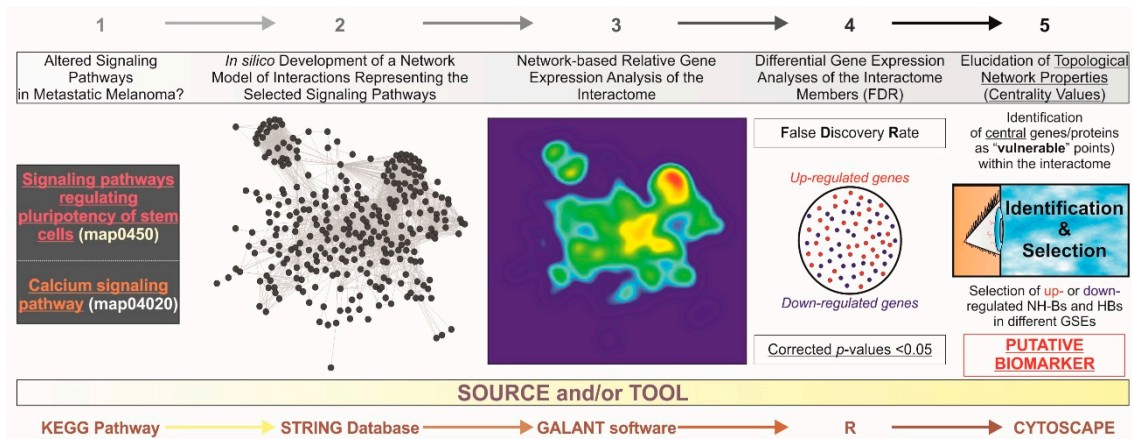 1
2
3
4
5
Altered Signaling
Pathways
in Metastatic Melanoma?
In silico Development of a Network
Model of Interactions Representing the
Selected Signaling Pathways
Network-based Relative Gene
Expression Analysis of the
Interactome
Differential Gene Expression
Analyses of the Interactome
Members (FDR)
Elucidation of Topological
Network Properties
(Centrality Values)
Signaling pathways
regulating
pluripotency of stem
cells (map0450)
Calcium signaling
pathway (map04020)
False Discovery Rate
Up-regulated genes
Down-regulated genes
Corrected p-values <0.05
Identification
of central genes/proteins
as “vulnerable” points)
within the interactome
Identification
&
Selection
Selection of up- or down-
regulated NH-Bs and HBs
in different GSEs
PUTATIVE
BIOMARKER
SOURCE and/or TOOL
KEGG Pathway
STRING Database
GALANT software
R
CYTOSCAPE